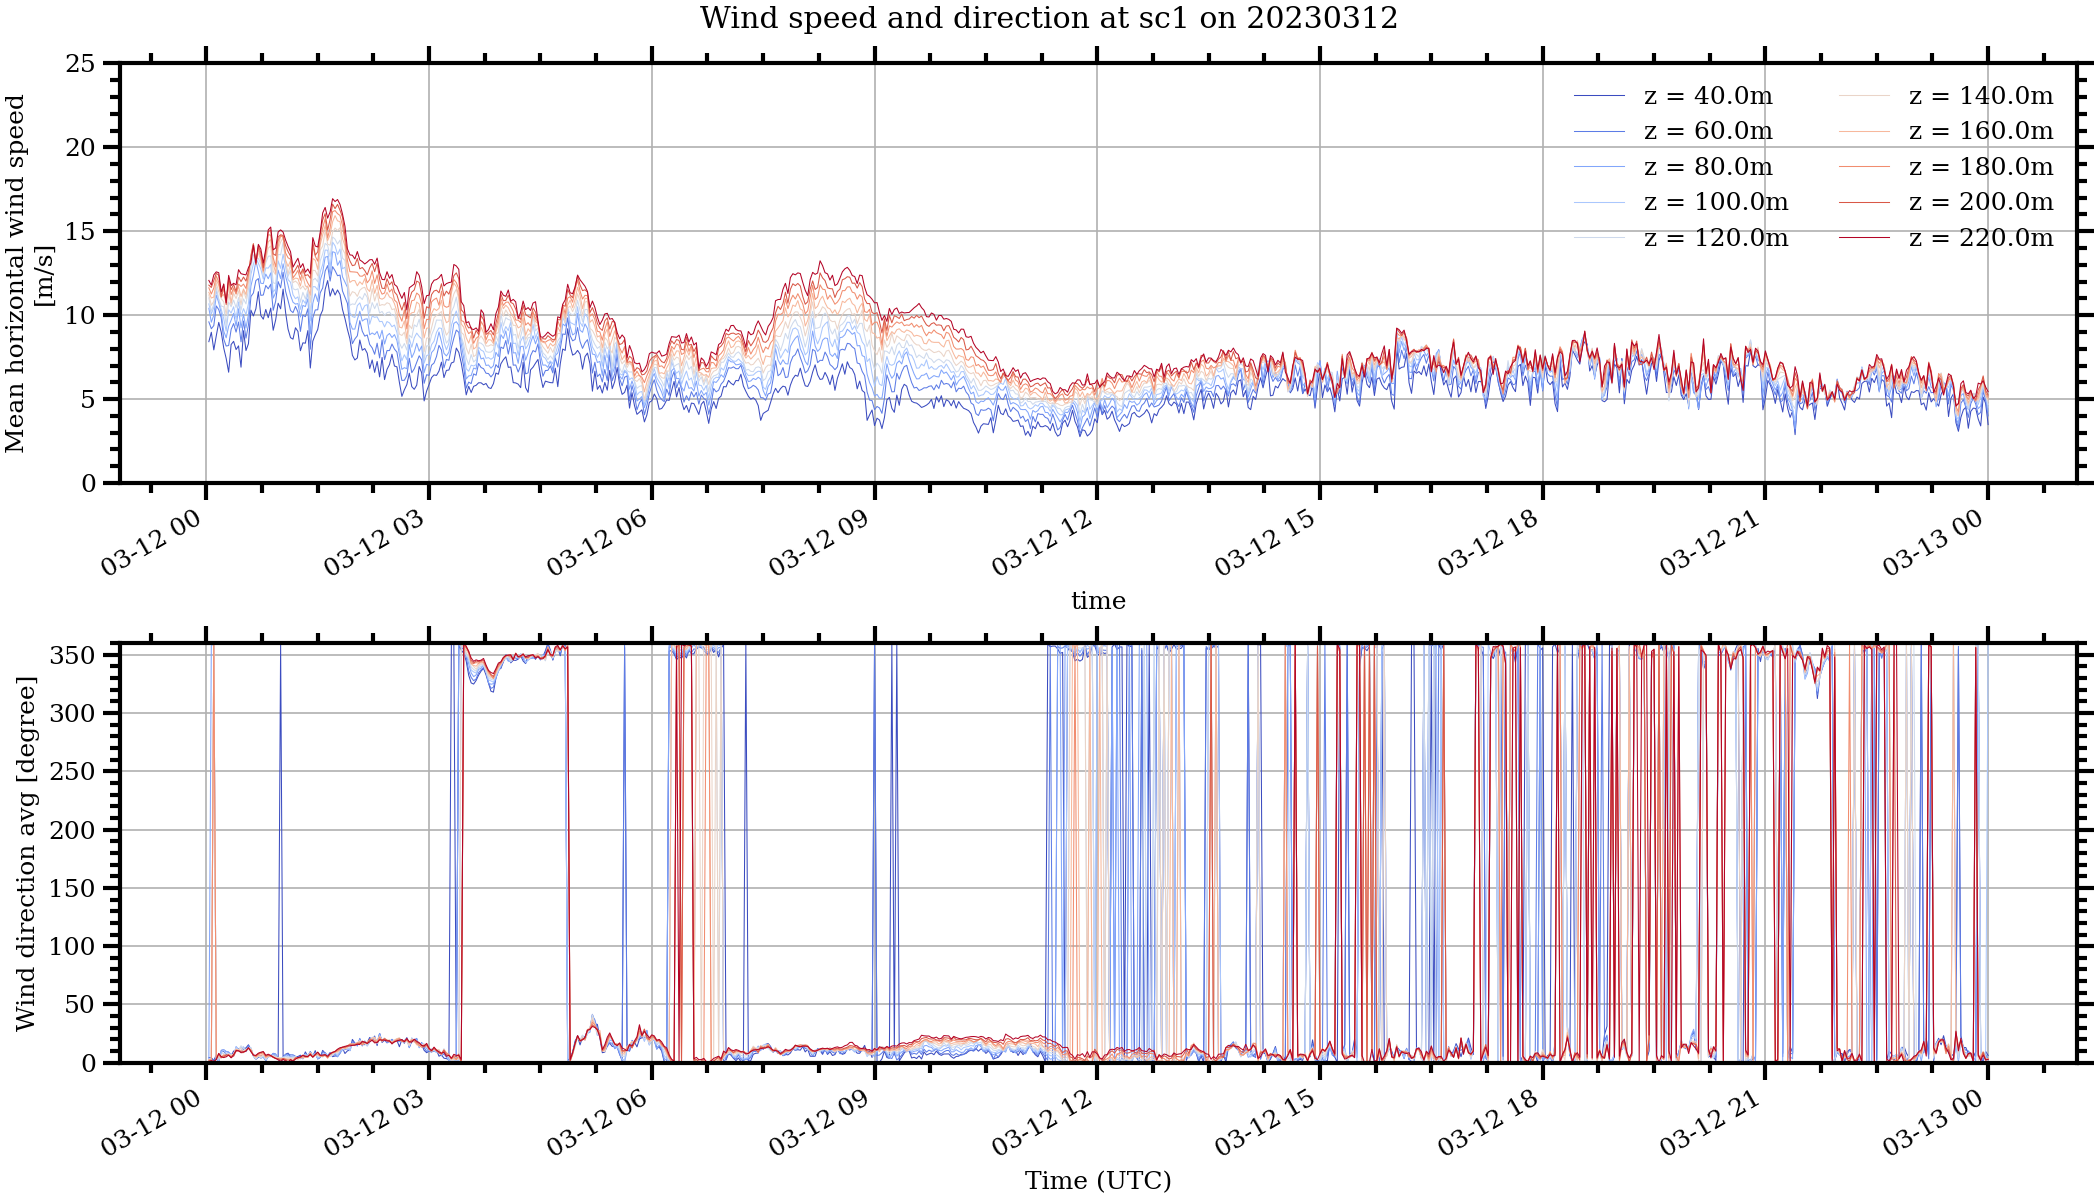 Wind speed and direction at sc1 on 20230312
Mean horizontal wind speed
[m/s]
25
20
15
10
5
0
z = 40.0m
z = 60.0m
z = 80.0m
z = 100.0m
z = 120.0m
z = 140.0m
z = 160.0m
z = 180.0m
z = 200.0m
z = 220.0m
03-12 00
03-12 03
03-12 06
03-12 09
03-12 12
03-12 15
03-12 18
03-12 21
03-13 00
time
Wind direction avg [degree]
350
300
250
200
150
100
50
0
03-12 00
03-12 03
03-12 06
03-12 09
03-12 12
03-12 15
03-12 18
03-12 21
03-13 00
Time (UTC)